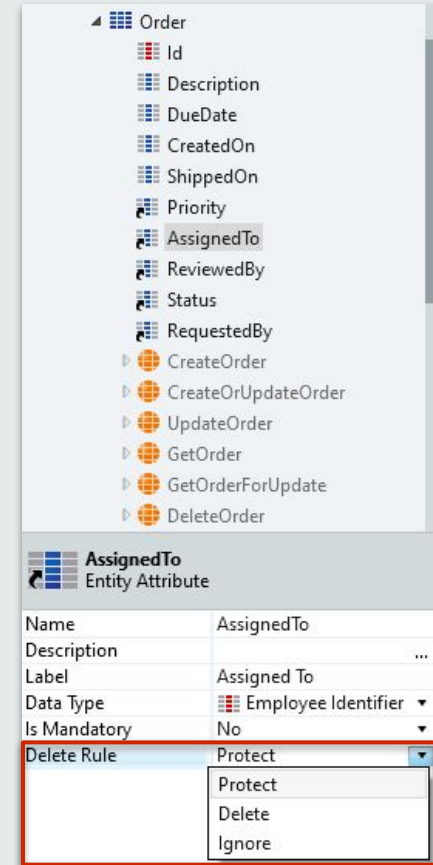 Order
Id
Description
DueDate
CreatedOn
ShippedOn
Priority
AssignedTo
ReviewedBy
Status
RequestedBy
CreateOrder
CreateOrUpdateOrder
UpdateOrder
GetOrder
GetOrderForUpdate
DeleteOrder
AssignedTo
Entity Attribute
Name AssignedTo
Description ...
Label Assigned To
Data Type Employee Identifier
Is Mandatory No
Delete Rule Protect
Protect
Delete
Ignore